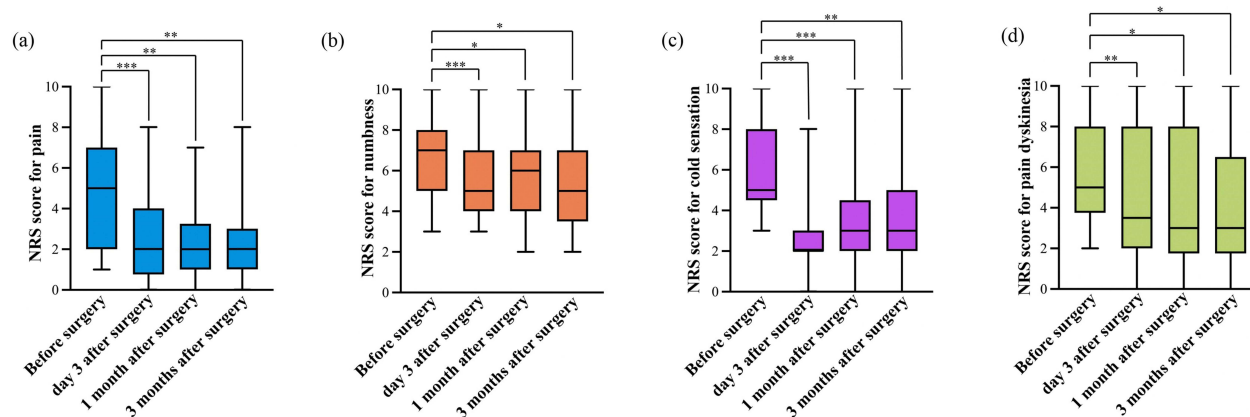 (a)
**
**
***
NRS score for pain
10
8
6
4
2
0
Before surgery
day 3 after surgery
1 month after surgery
3 months after surgery
(b)
*
*
***
NRS score for numbness
10
8
6
4
2
0
Before surgery
day 3 after surgery
1 month after surgery
3 months after surgery
(c)
**
***
***
NRS score for cold sensation
10
8
6
4
2
0
Before surgery
day 3 after surgery
1 month after surgery
3 months after surgery
(d)
*
*
**
NRS score for pain dyskinesia
10
8
6
4
2
0
Before surgery
day 3 after surgery
1 month after surgery
3 months after surgery